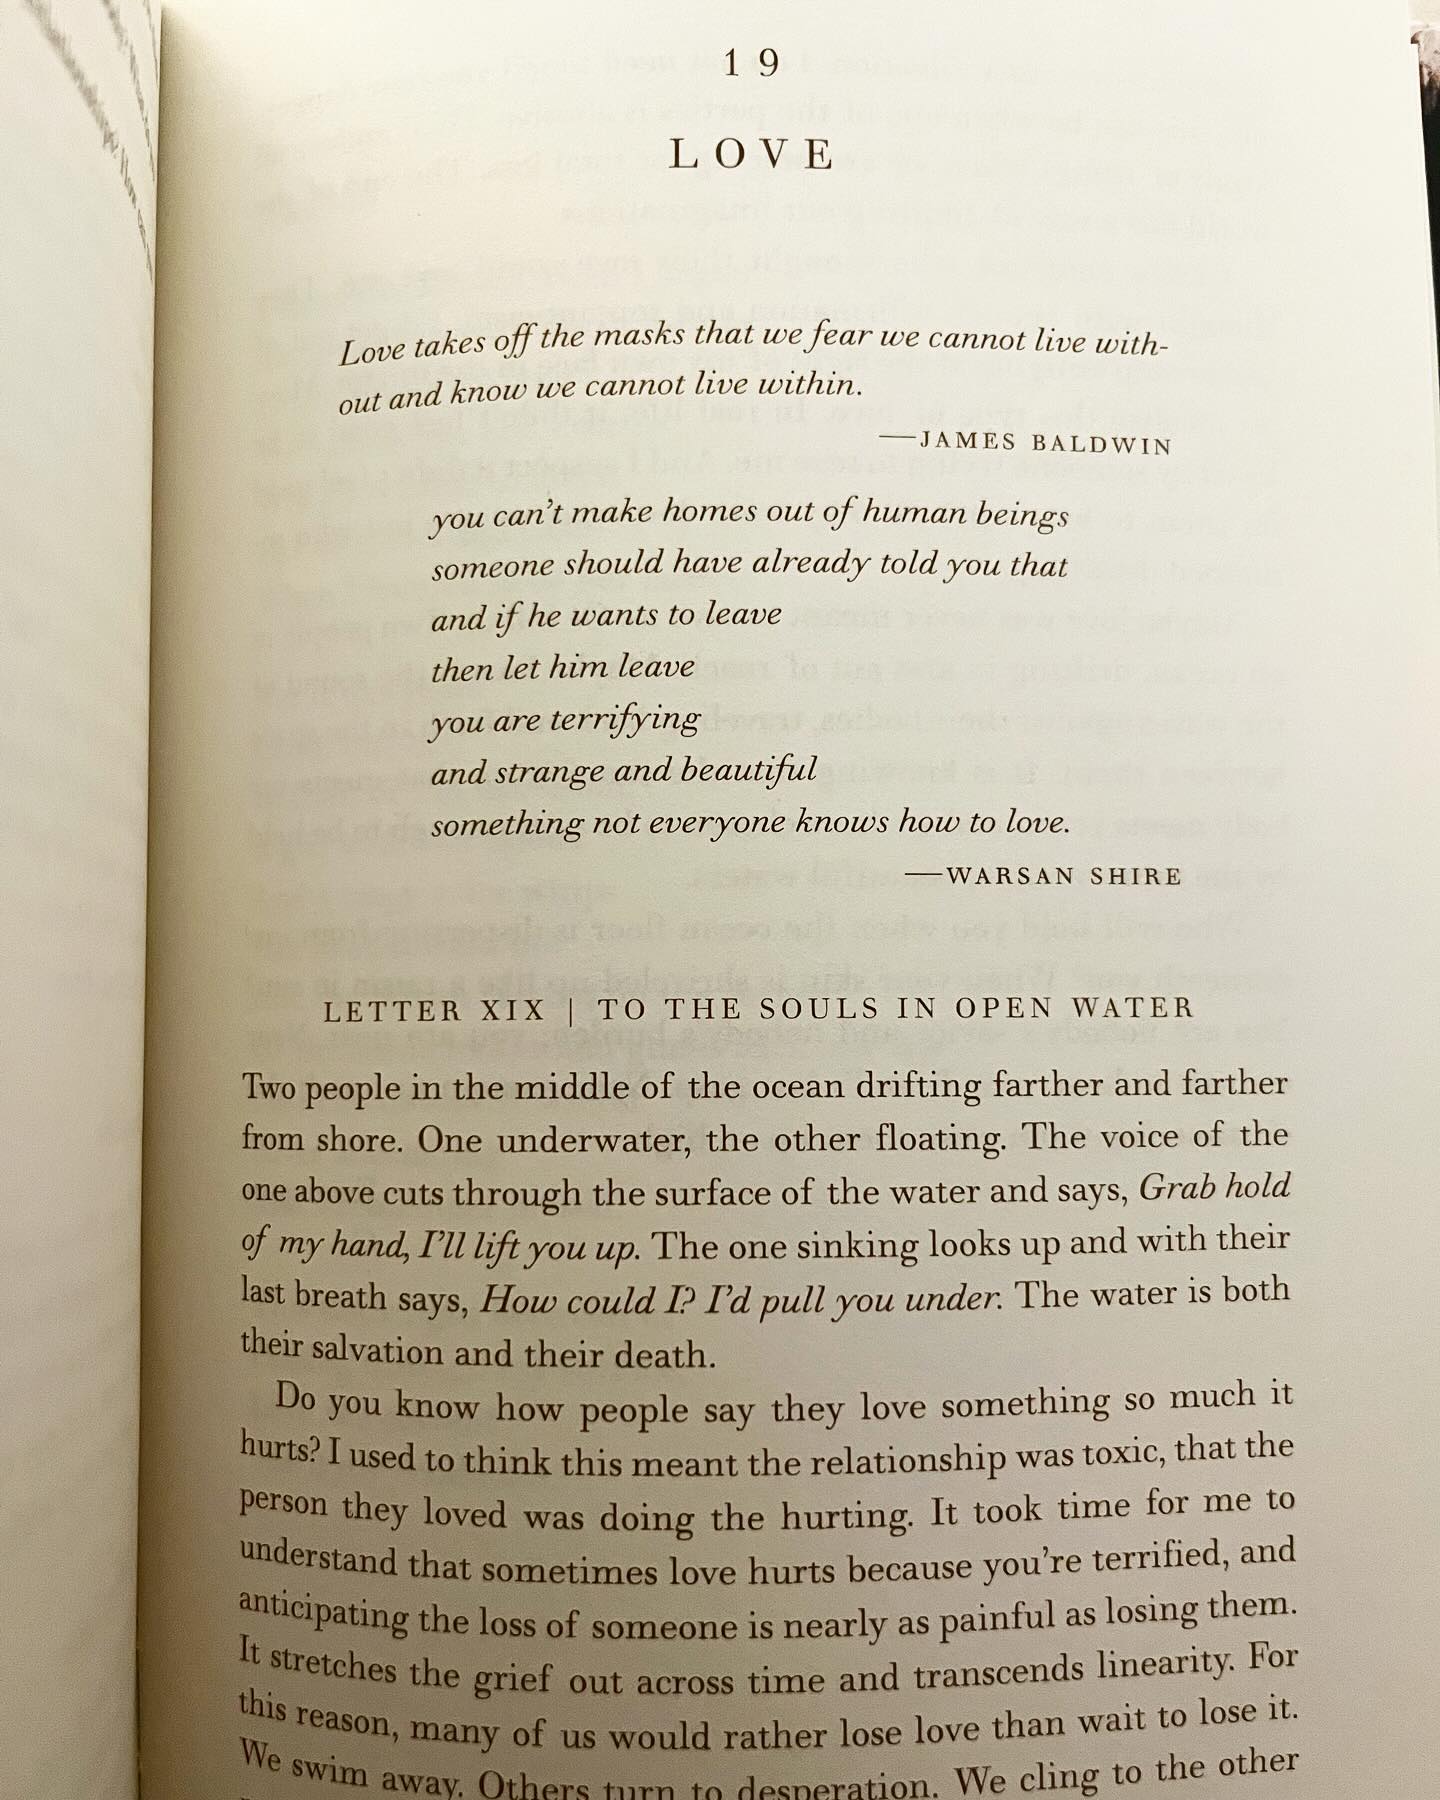 19
LOVE
Love takes off the masks that we fear we cannot live with-
out and know we cannot live within.
—JAMES BALDWIN
you can't make homes out of human beings
someone should have already told you that
and if he wants to leave
then let him leave
you are terrifying
and strange and beautiful
something not everyone knows how to love.
—WARSAN SHIRE
LETTER XIX | TO THE SOULS IN OPEN WATER
Two people in the middle of the ocean drifting farther and farther
from shore. One underwater, the other floating. The voice of the
one above cuts through the surface of the water and says, Grab hold
of my hand, I'll lift you up. The one sinking looks up and with their
last breath says, How could I? I'd pull you under. The water is both
their salvation and their death.
Do you know how people say they love something so much it
hurts? I used to think this meant the relationship was toxic, that the
person they loved was doing the hurting. It took time for me to
understand that sometimes love hurts because you're terrified, and
anticipating the loss of someone is nearly as painful as losing them.
It stretches the grief out across time and transcends linearity. For
this reason, many of us would rather lose love than wait to lose it.
We swim away. Others turn to desperation. We cling to the other